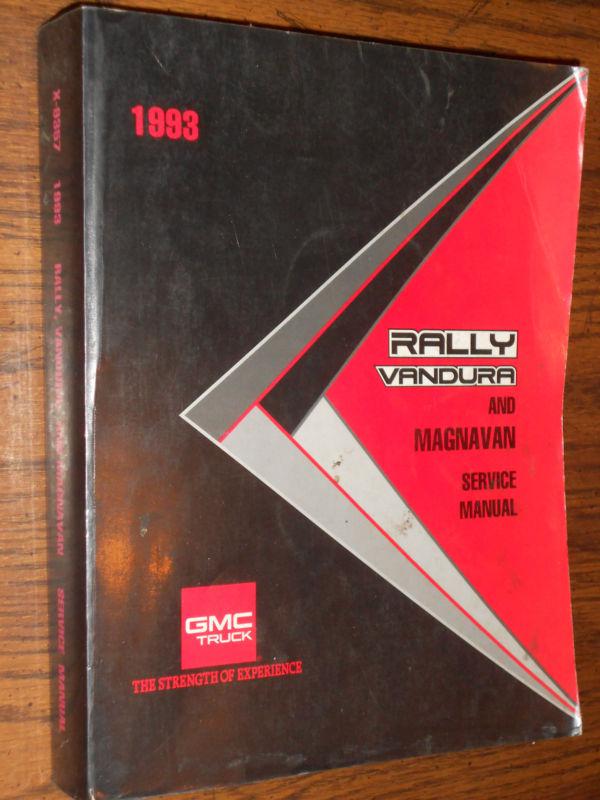 1993
RALLY
VANDURA
AND
MAGNAVAN
SERVICE
MANUAL
GMC
TRUCK
THE STRENGTH OF EXPERIENCE
1993 RALLY, VANDURA, AND MAGNAVAN SERVICE MANUAL